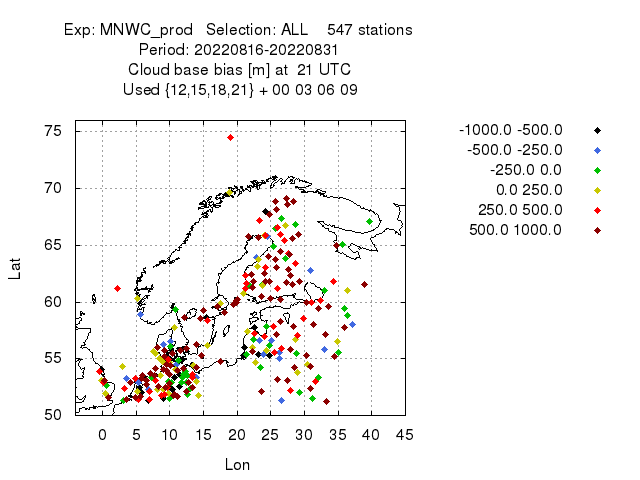 Exp: MNWC_prod   Selection: ALL    547 stations
Period: 20220816-20220831
Cloud base bias [m] at  21 UTC
Used {12,15,18,21} + 00 03 06 09
-1000.0 -500.0
-500.0 -250.0
-250.0 0.0
0.0 250.0
250.0 500.0
500.0 1000.0
75
70
65
60
55
50
Lat
0 5 10 15 20 25 30 35 40 45
Lon